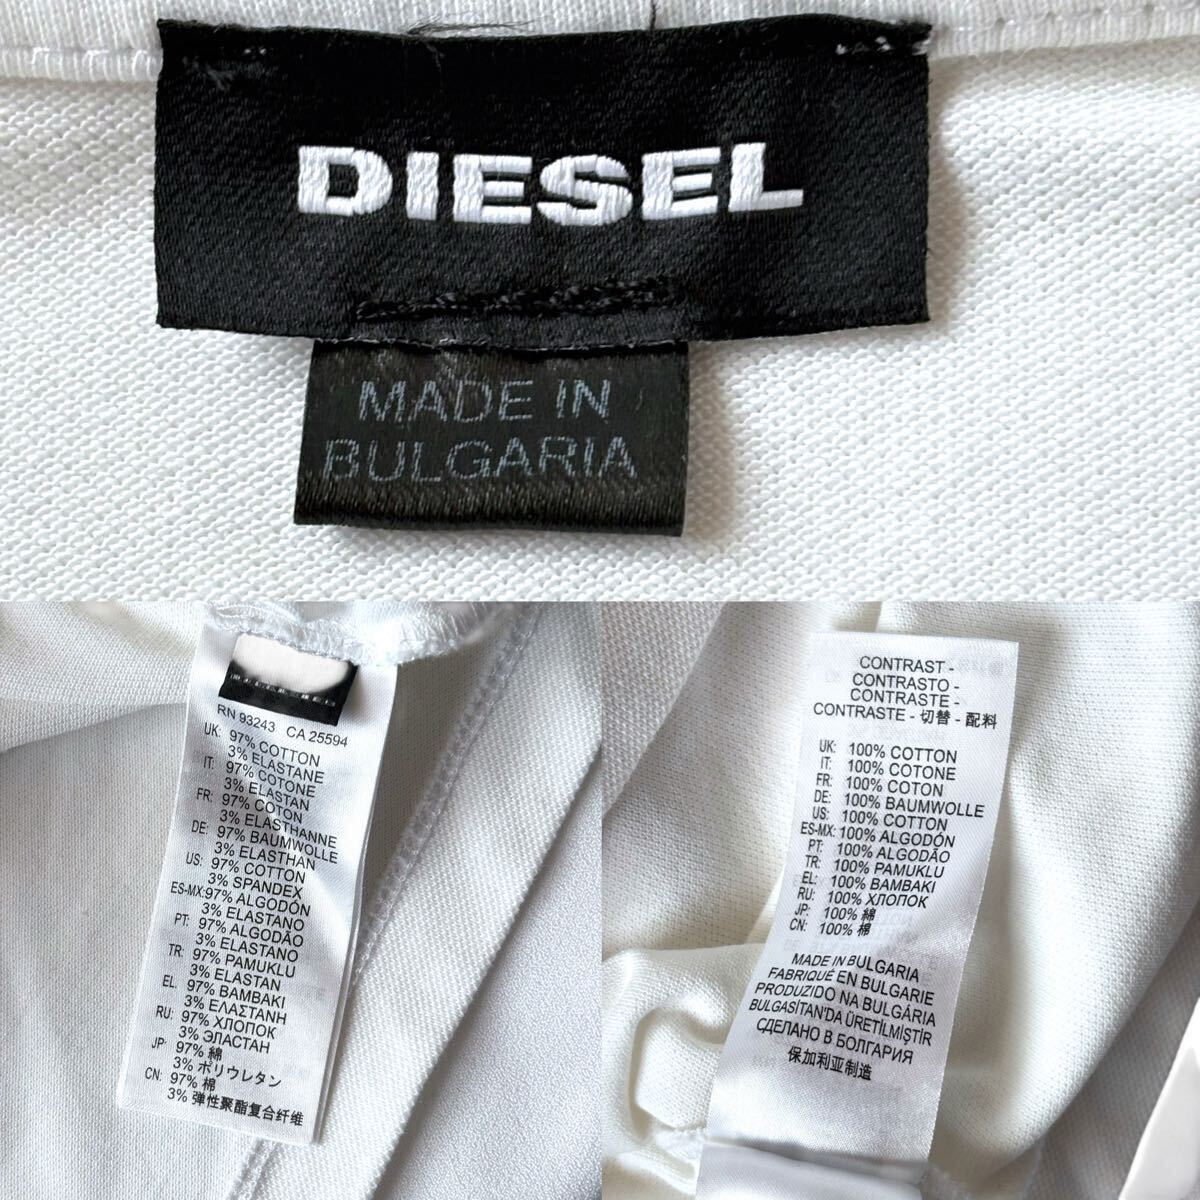 DIESEL
MADE IN
BULGARIA
RN 93243 CA 25594
UK: 97% COTTON
3% ELASTANE
IT: 97% COTONE
3% ELASTAN
FR: 97% COTON
3% ELASTHANNE
DE: 97% BAUMWOLLE
3% ELASTHAN
US: 97% COTTON
3% SPANDEX
ES-MX: 97% ALGODÓN
3% ELASTANO
PT: 97% ALGODÃO
3% ELASTANO
TR: 97% PAMUKLU
3% ELASTAN
EL: 97% BAMBAKI
3% ΕΛΑΣΤΑΝΗ
RU: 97% ХЛОПОК
3% ЭЛАСТАН
JP: 97% 綿
3% ポリウレタン
CN: 97% 棉
3% 弹性聚酯复合纤维
CONTRAST -
CONTRASTO -
CONTRASTE -
CONTRASTE - 切替 - 配料
UK: 100% COTTON
IT: 100% COTONE
FR: 100% COTON
DE: 100% BAUMWOLLE
US: 100% COTTON
ES-MX: 100% ALGODÓN
PT: 100% ALGODÃO
TR: 100% PAMUKLU
EL: 100% BAMBAKI
RU: 100% ХЛОПОК
JP: 100% 綿
CN: 100% 棉
MADE IN BULGARIA
FABRIQUÉ EN BULGARIE
PRODUZIDO NA BULGÁRIA
BULGASİTAN'DA ÜRETİLMİŞTİR
СДЕЛАНО В БОЛГАРИЯ
保加利亚制造